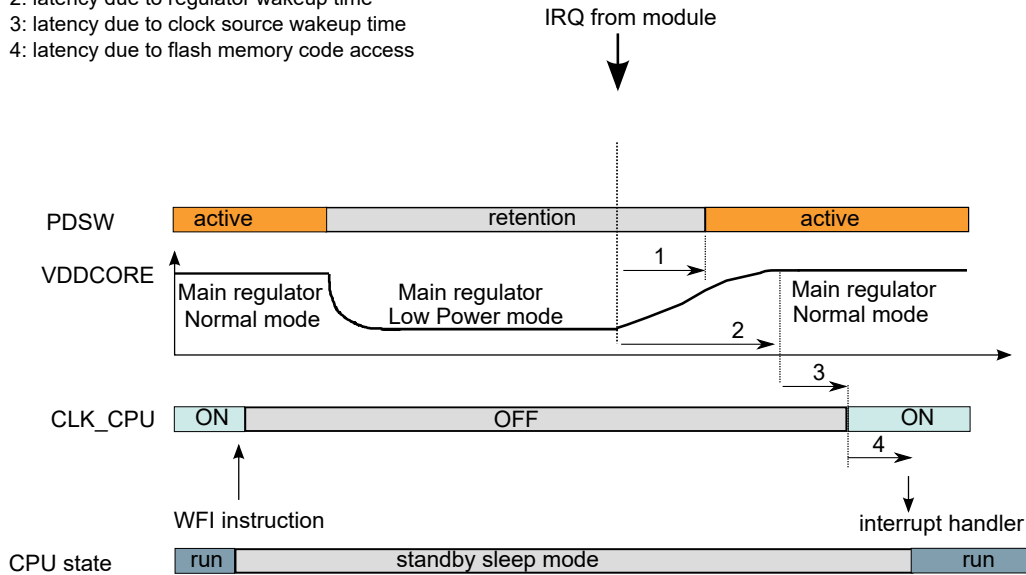 2: latency due to regulator wakeup time
3: latency due to clock source wakeup time
4: latency due to flash memory code access
IRQ from module
PDSW
active
retention
active
1
VDDCORE
Main regulator
Normal mode
Main regulator
Low Power mode
Main regulator
Normal mode
2
3
CLK_CPU
ON
OFF
ON
4
WFI instruction
interrupt handler
CPU state
run
standby sleep mode
run